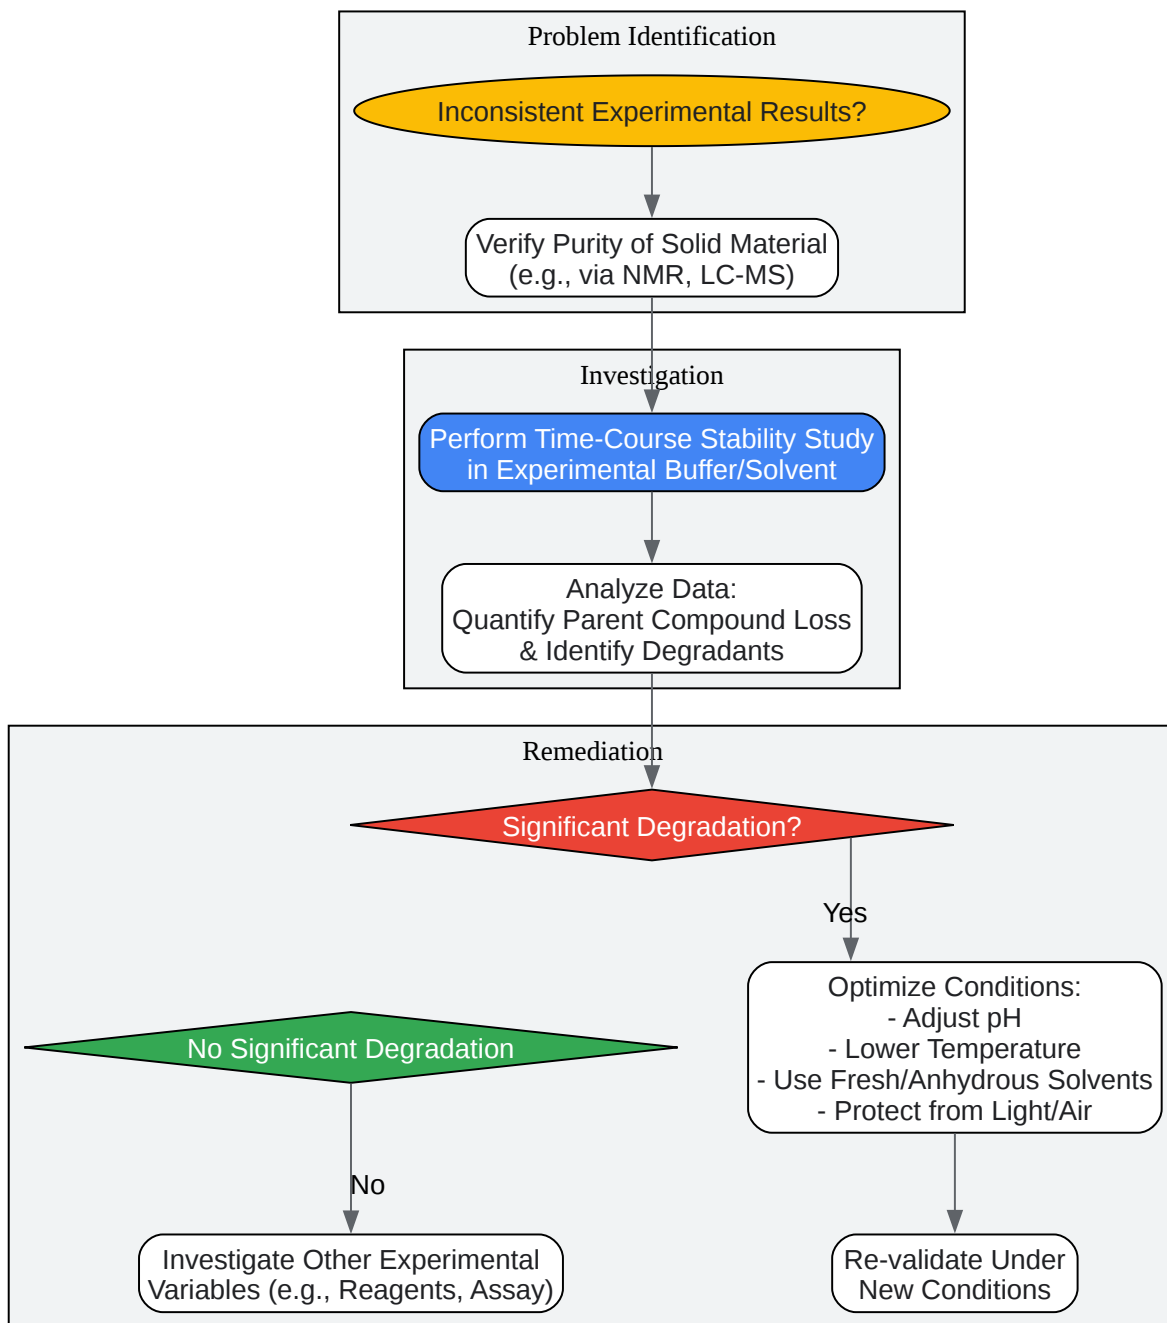 Problem Identification
Inconsistent Experimental Results?
Verify Purity of Solid Material
(e.g., via NMR, LC-MS)
Investigation
Perform Time-Course Stability Study
in Experimental Buffer/Solvent
Analyze Data:
Quantify Parent Compound Loss
& Identify Degradants
Remediation
Significant Degradation?
Yes
Optimize Conditions:
- Adjust pH
- Lower Temperature
- Use Fresh/Anhydrous Solvents
- Protect from Light/Air
No Significant Degradation
No
Investigate Other Experimental
Variables (e.g., Reagents, Assay)
Re-validate Under
New Conditions